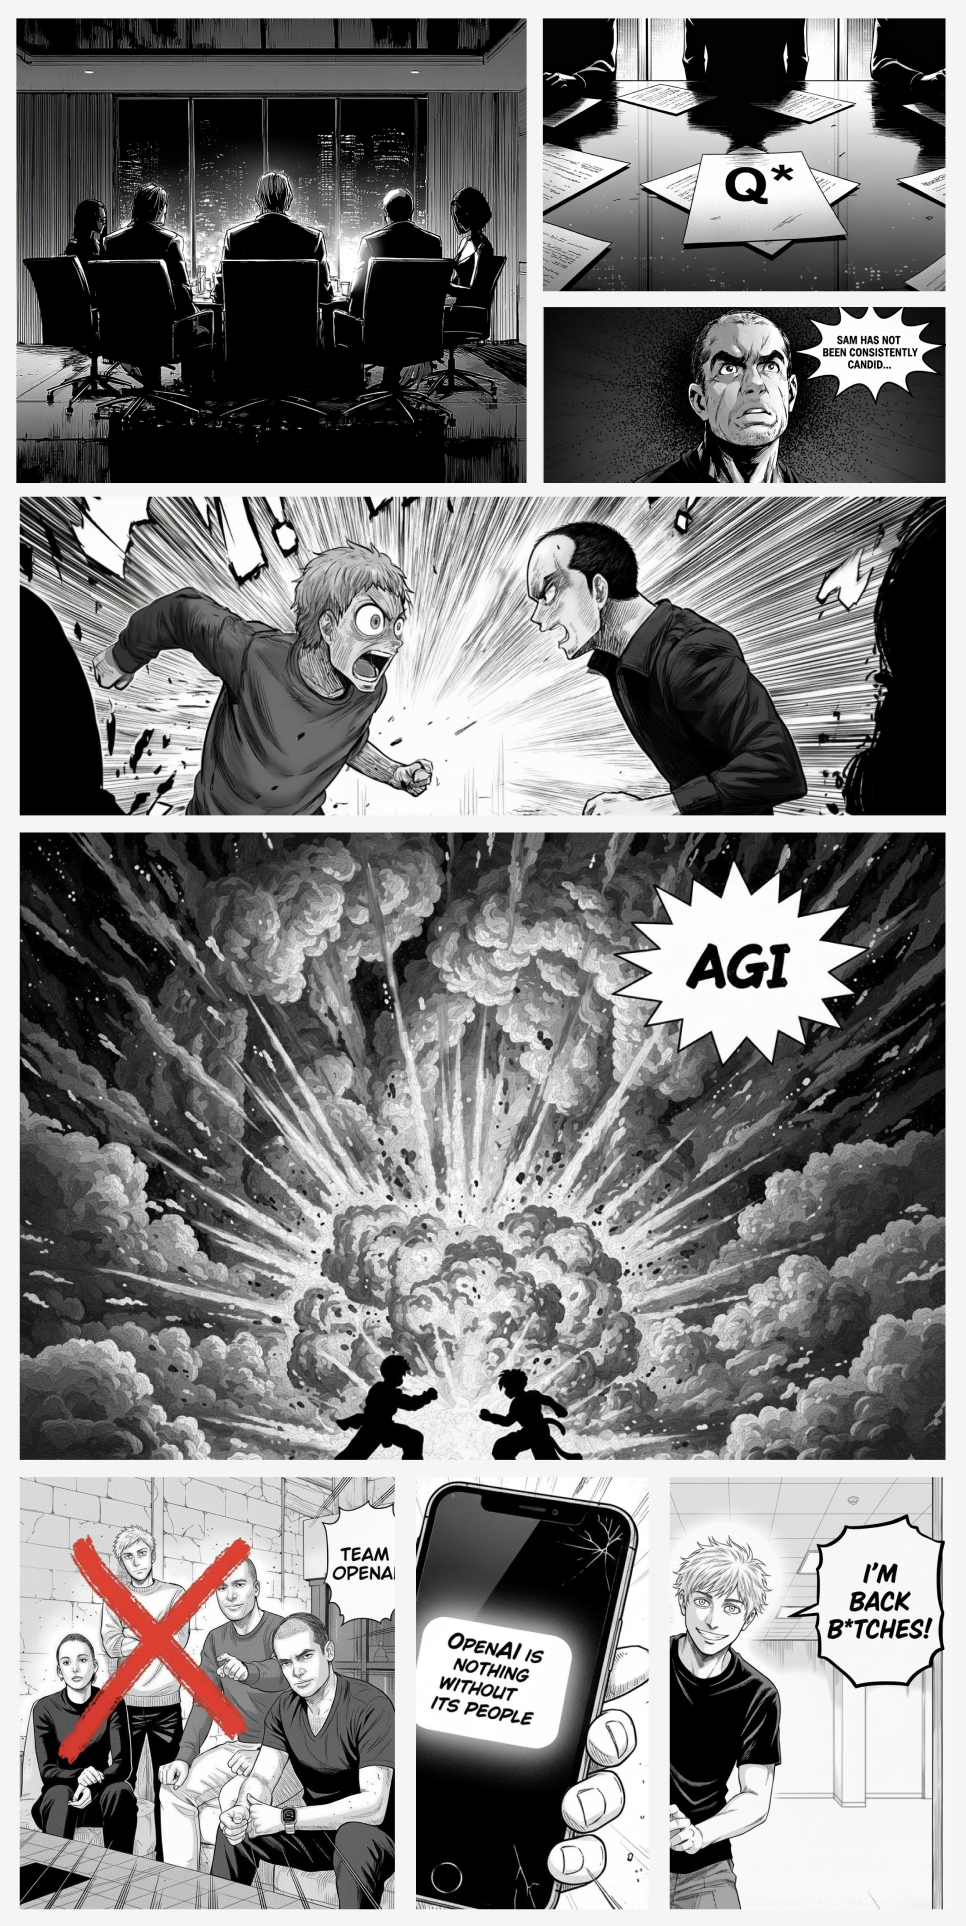 Q*
SAM HAS NOT
BEEN CONSISTENTLY
CANDID...
AGI
TEAM
OPENAI
OPENAI IS
NOTHING
WITHOUT
ITS PEOPLE
I'M
BACK
B*TCHES!